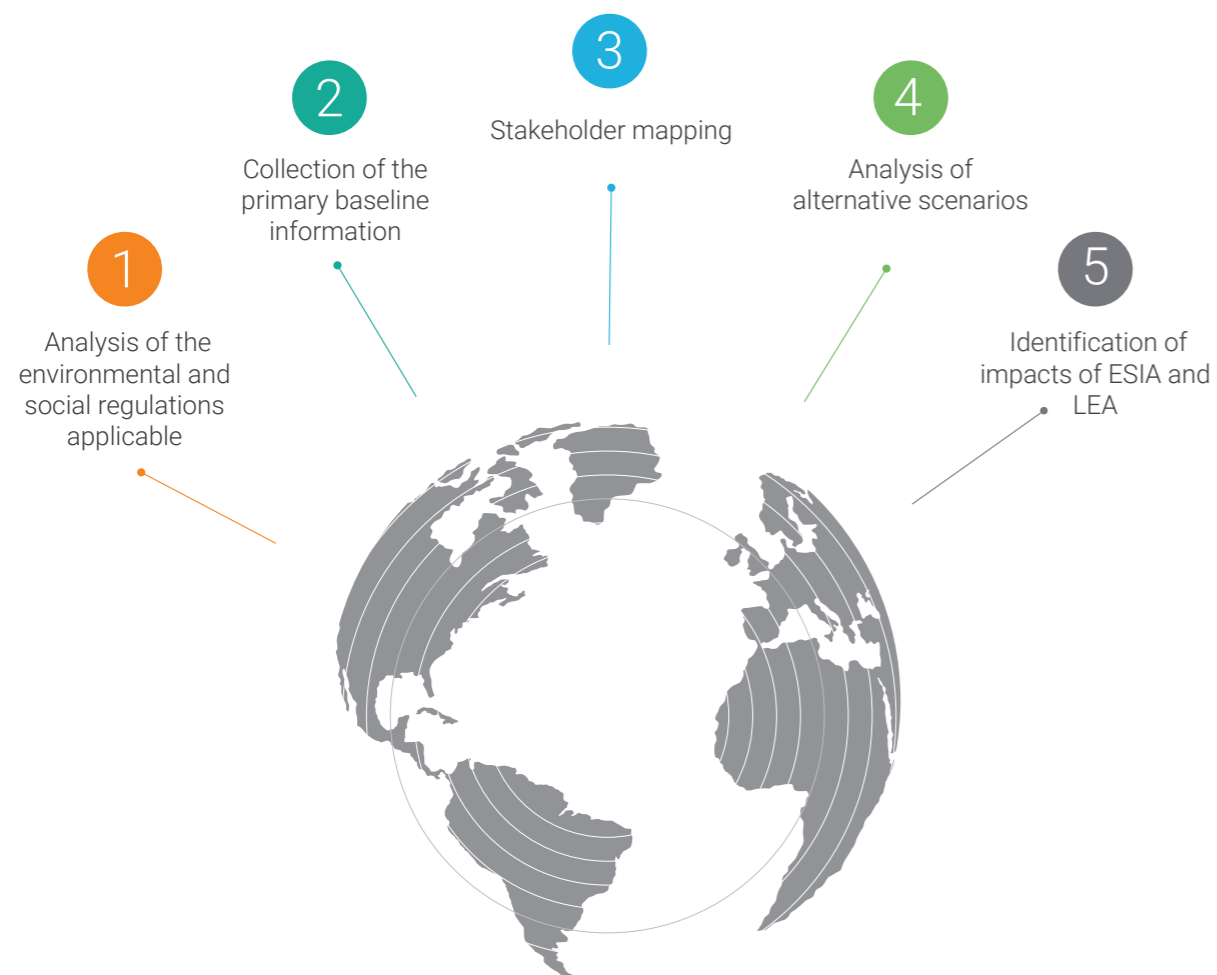 1
Analysis of the
environmental and
social regulations
applicable
2
Collection of the
primary baseline
information
3
Stakeholder mapping
4
Analysis of
alternative scenarios
5
Identification of
impacts of ESIA and
LEA